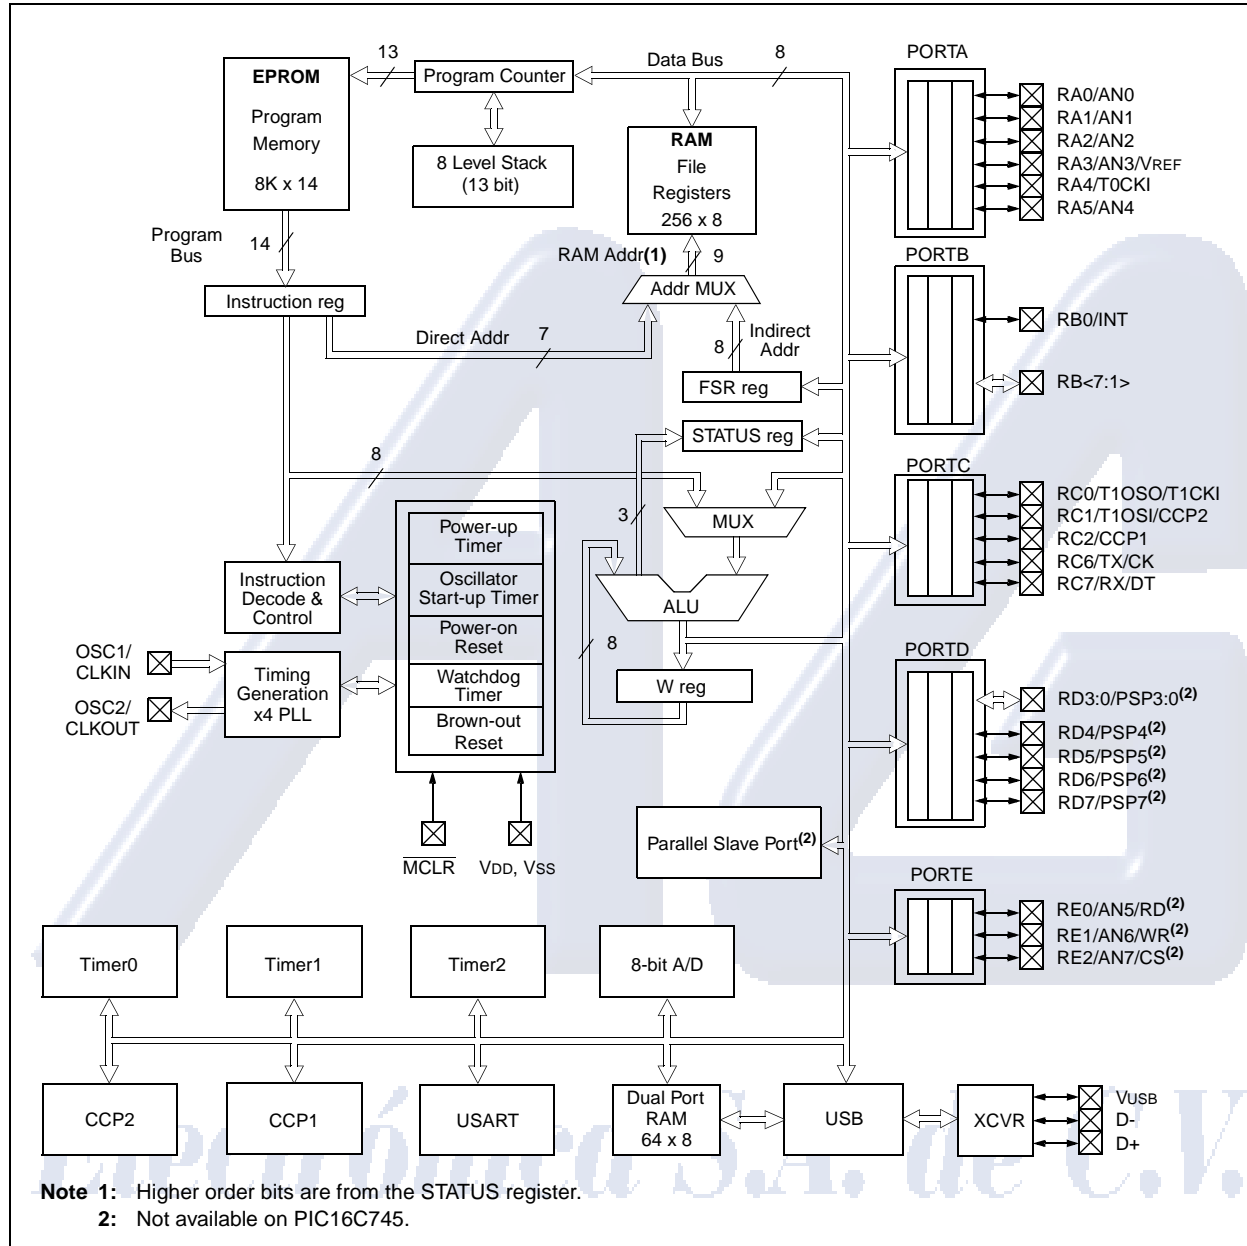 EPROM
Program
Memory
8K x 14
13
Program Counter
Data Bus
8
8 Level Stack
(13 bit)
RAM
File
Registers
256 x 8
Program
Bus
14
RAM Addr(1)
9
Instruction reg
Addr MUX
Direct Addr
7
8
Indirect
Addr
FSR reg
STATUS reg
8
3
MUX
Power-up
Timer
Oscillator
Start-up Timer
Power-on
Reset
Watchdog
Timer
Brown-out
Reset
Instruction
Decode &
Control
ALU
8
W reg
OSC1/
CLKIN
OSC2/
CLKOUT
Timing
Generation
x4 PLL
MCLR
VDD, VSS
Parallel Slave Port(2)
PORTA
RA0/AN0
RA1/AN1
RA2/AN2
RA3/AN3/VREF
RA4/T0CKI
RA5/AN4
PORTB
RB0/INT
RB<7:1>
PORTC
RC0/T1OSO/T1CKI
RC1/T1OSI/CCP2
RC2/CCP1
RC6/TX/CK
RC7/RX/DT
PORTD
RD3:0/PSP3:0(2)
RD4/PSP4(2)
RD5/PSP5(2)
RD6/PSP6(2)
RD7/PSP7(2)
PORTE
RE0/AN5/RD(2)
RE1/AN6/WR(2)
RE2/AN7/CS(2)
Timer0
Timer1
Timer2
8-bit A/D
CCP2
CCP1
USART
Dual Port
RAM
64 x 8
USB
XCVR
VUSB
D-
D+
Electrónica S.A. de C.V.
Note 1: Higher order bits are from the STATUS register.
2: Not available on PIC16C745.